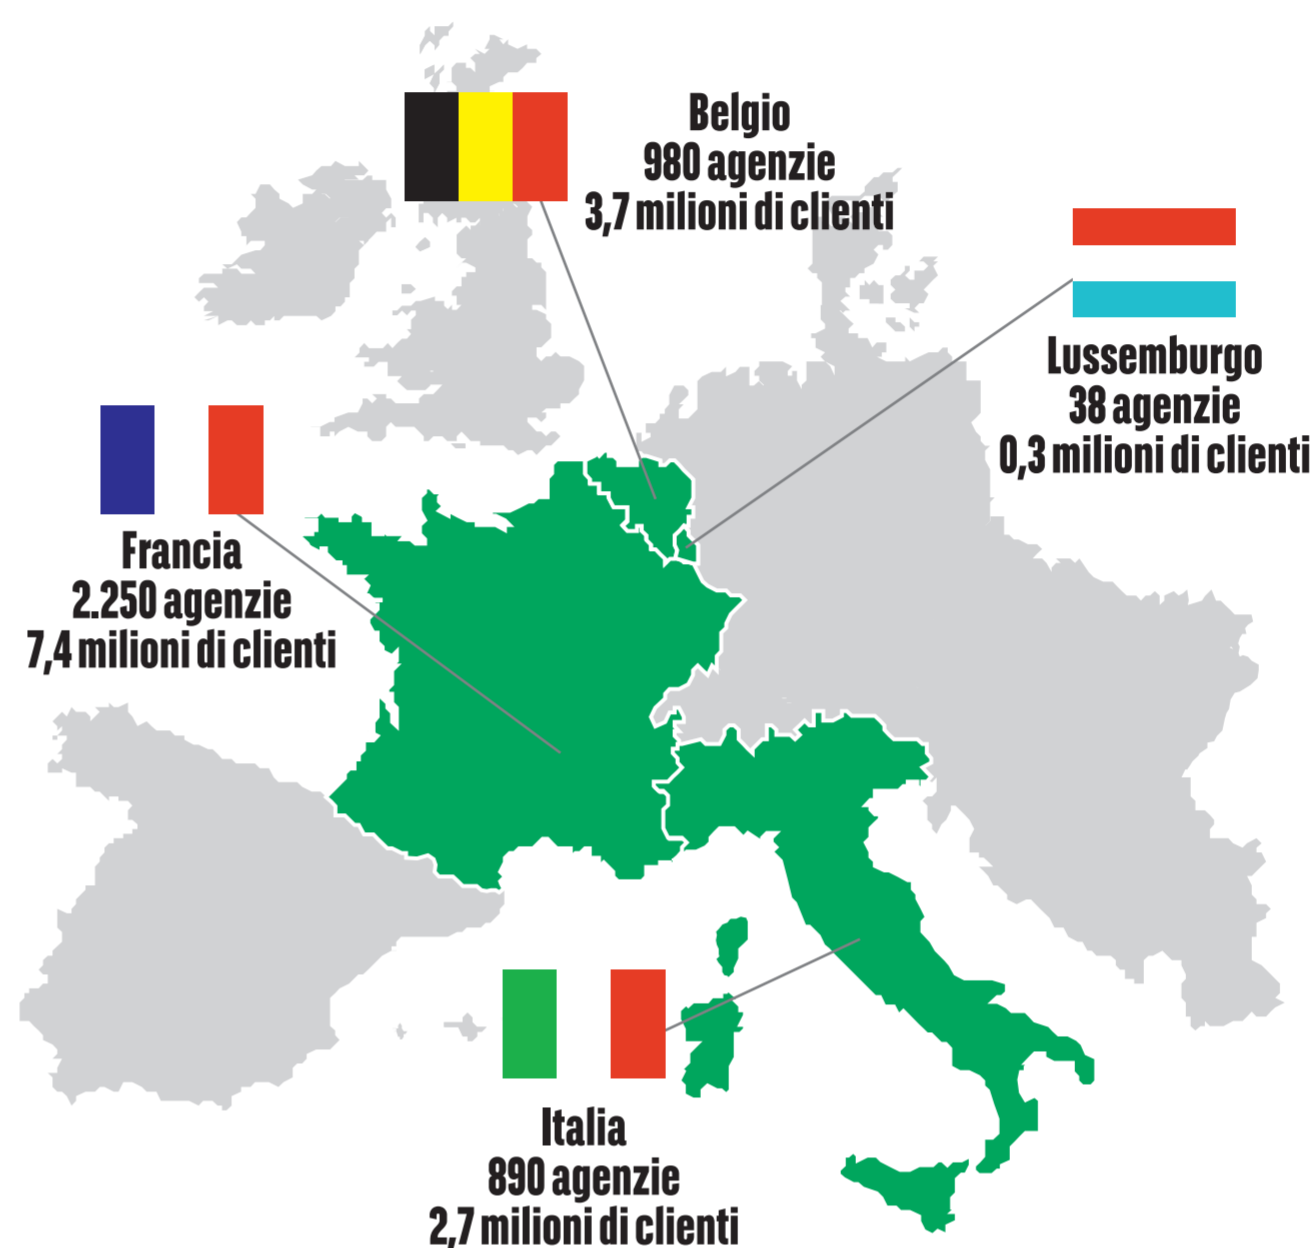 Belgio
980 agenzie
3,7 milioni di clienti
Lussemburgo
38 agenzie
0,3 milioni di clienti
Francia
2.250 agenzie
7,4 milioni di clienti
Italia
890 agenzie
2,7 milioni di clienti